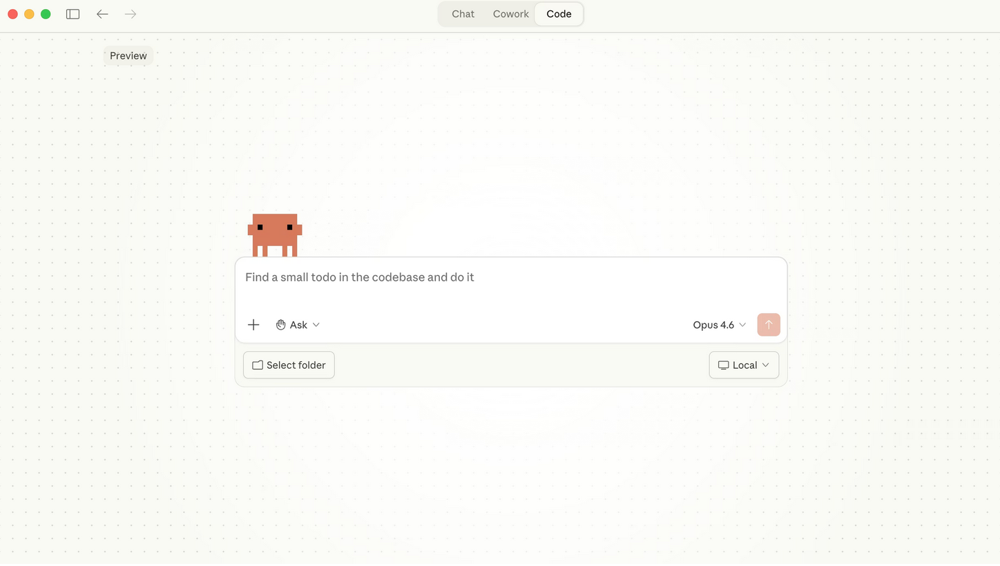 Chat Cowork Code
Preview
Find a small todo in the codebase and do it
Ask Opus 4.6
Select folder Local